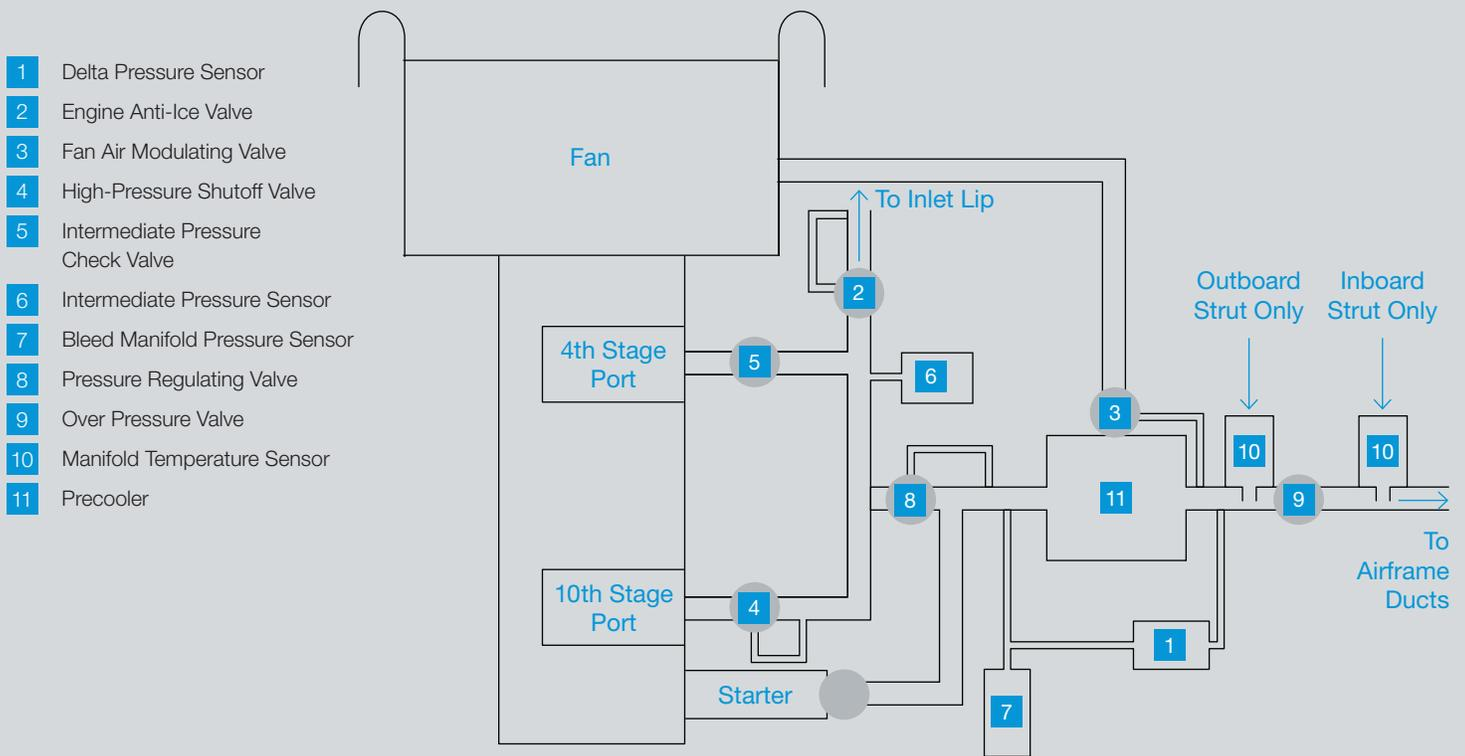 1 Delta Pressure Sensor
2 Engine Anti-Ice Valve
3 Fan Air Modulating Valve
4 High-Pressure Shutoff Valve
5 Intermediate Pressure
Check Valve
6 Intermediate Pressure Sensor
7 Bleed Manifold Pressure Sensor
8 Pressure Regulating Valve
9 Over Pressure Valve
10 Manifold Temperature Sensor
11 Precooler
Fan
To Inlet Lip
2
4th Stage
Port
5
6
3
Outboard
Strut Only
Inboard
Strut Only
10
10
8
11
9
To
Airframe
Ducts
10th Stage
Port
4
1
Starter
7